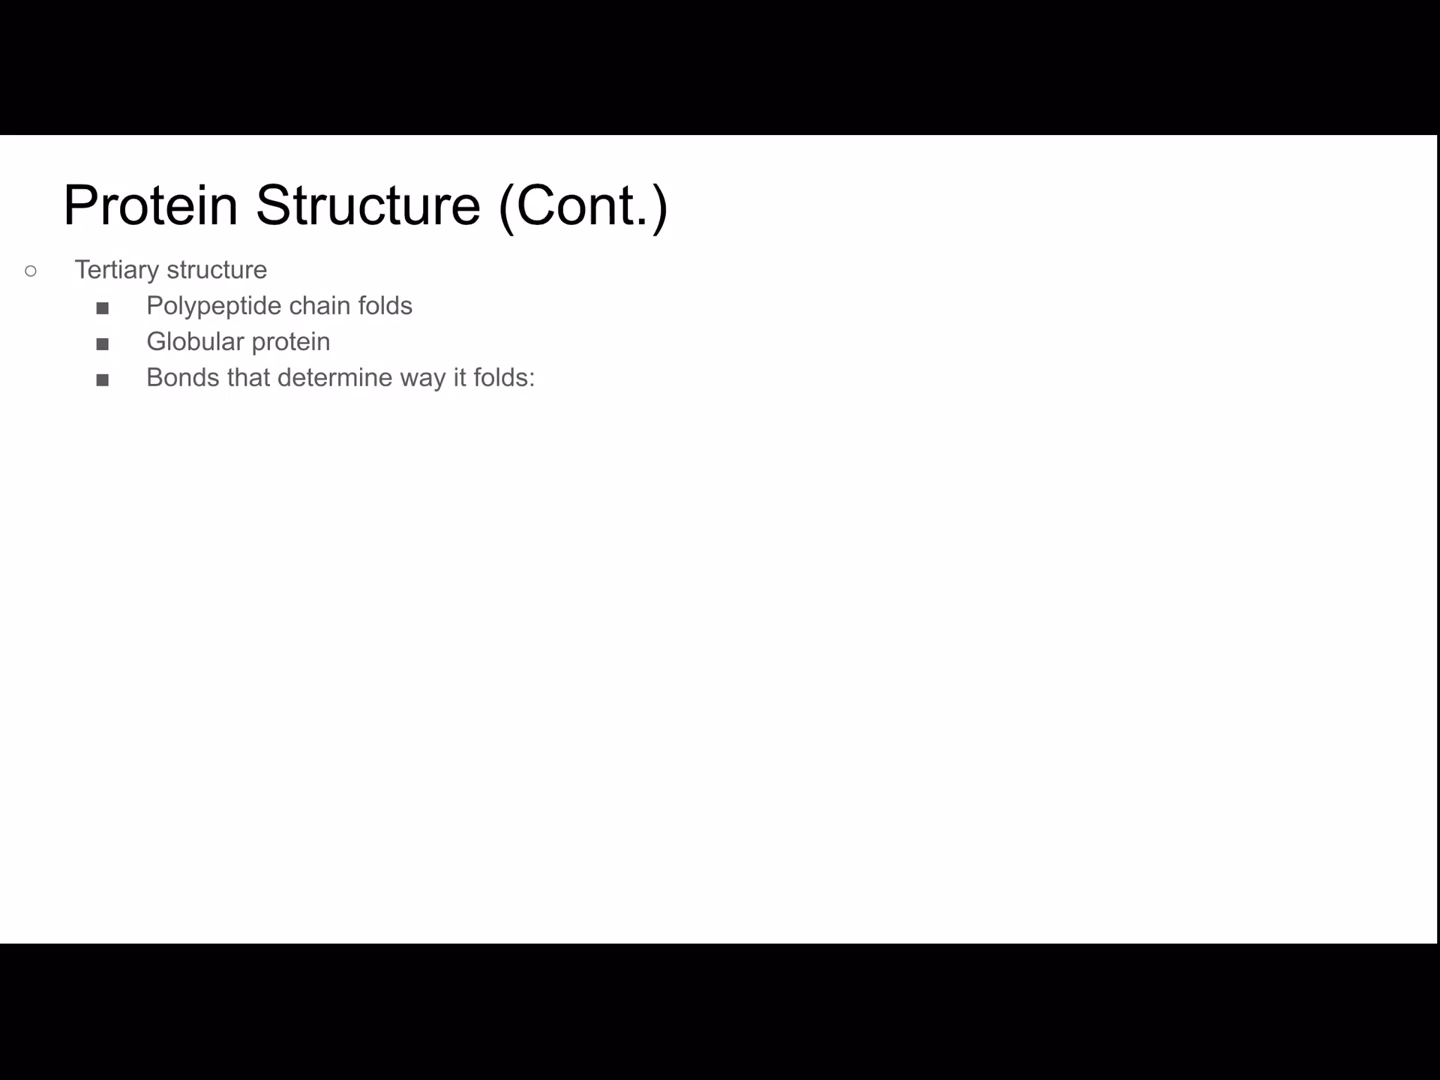 Protein Structure (Cont.)
○ Tertiary structure
■ Polypeptide chain folds
■ Globular protein
■ Bonds that determine way it folds: